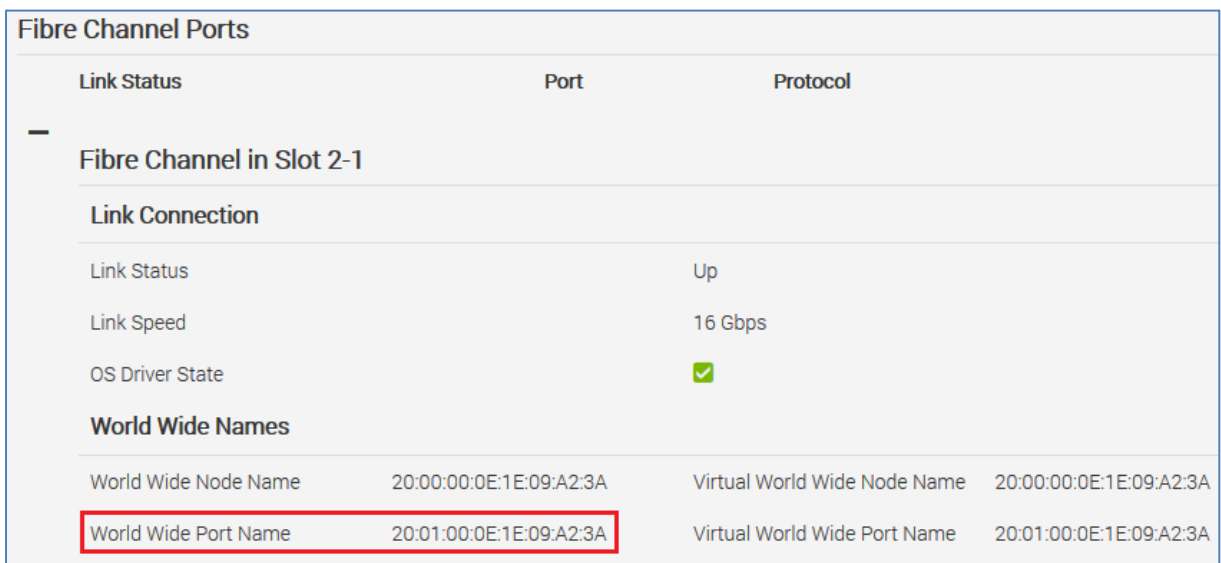 Fibre Channel Ports
Link Status Port Protocol
Fibre Channel in Slot 2-1
Link Connection
Link Status Up
Link Speed 16 Gbps
OS Driver State
World Wide Names
World Wide Node Name 20:00:00:0E:1E:09:A2:3A Virtual World Wide Node Name 20:00:00:0E:1E:09:A2:3A
World Wide Port Name 20:01:00:0E:1E:09:A2:3A Virtual World Wide Port Name 20:01:00:0E:1E:09:A2:3A